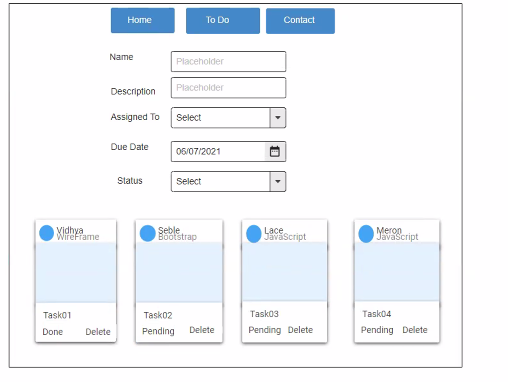 Home To Do Contact
Name Placeholder
Description Placeholder
Assigned To Select
Due Date 06/07/2021
Status Select
Vidhya Seble Lace Meron
WireFrame Bootstrap JavaScript JavaScript
Task01 Task02 Task03 Task04
Done Delete Pending Delete Pending Delete Pending Delete